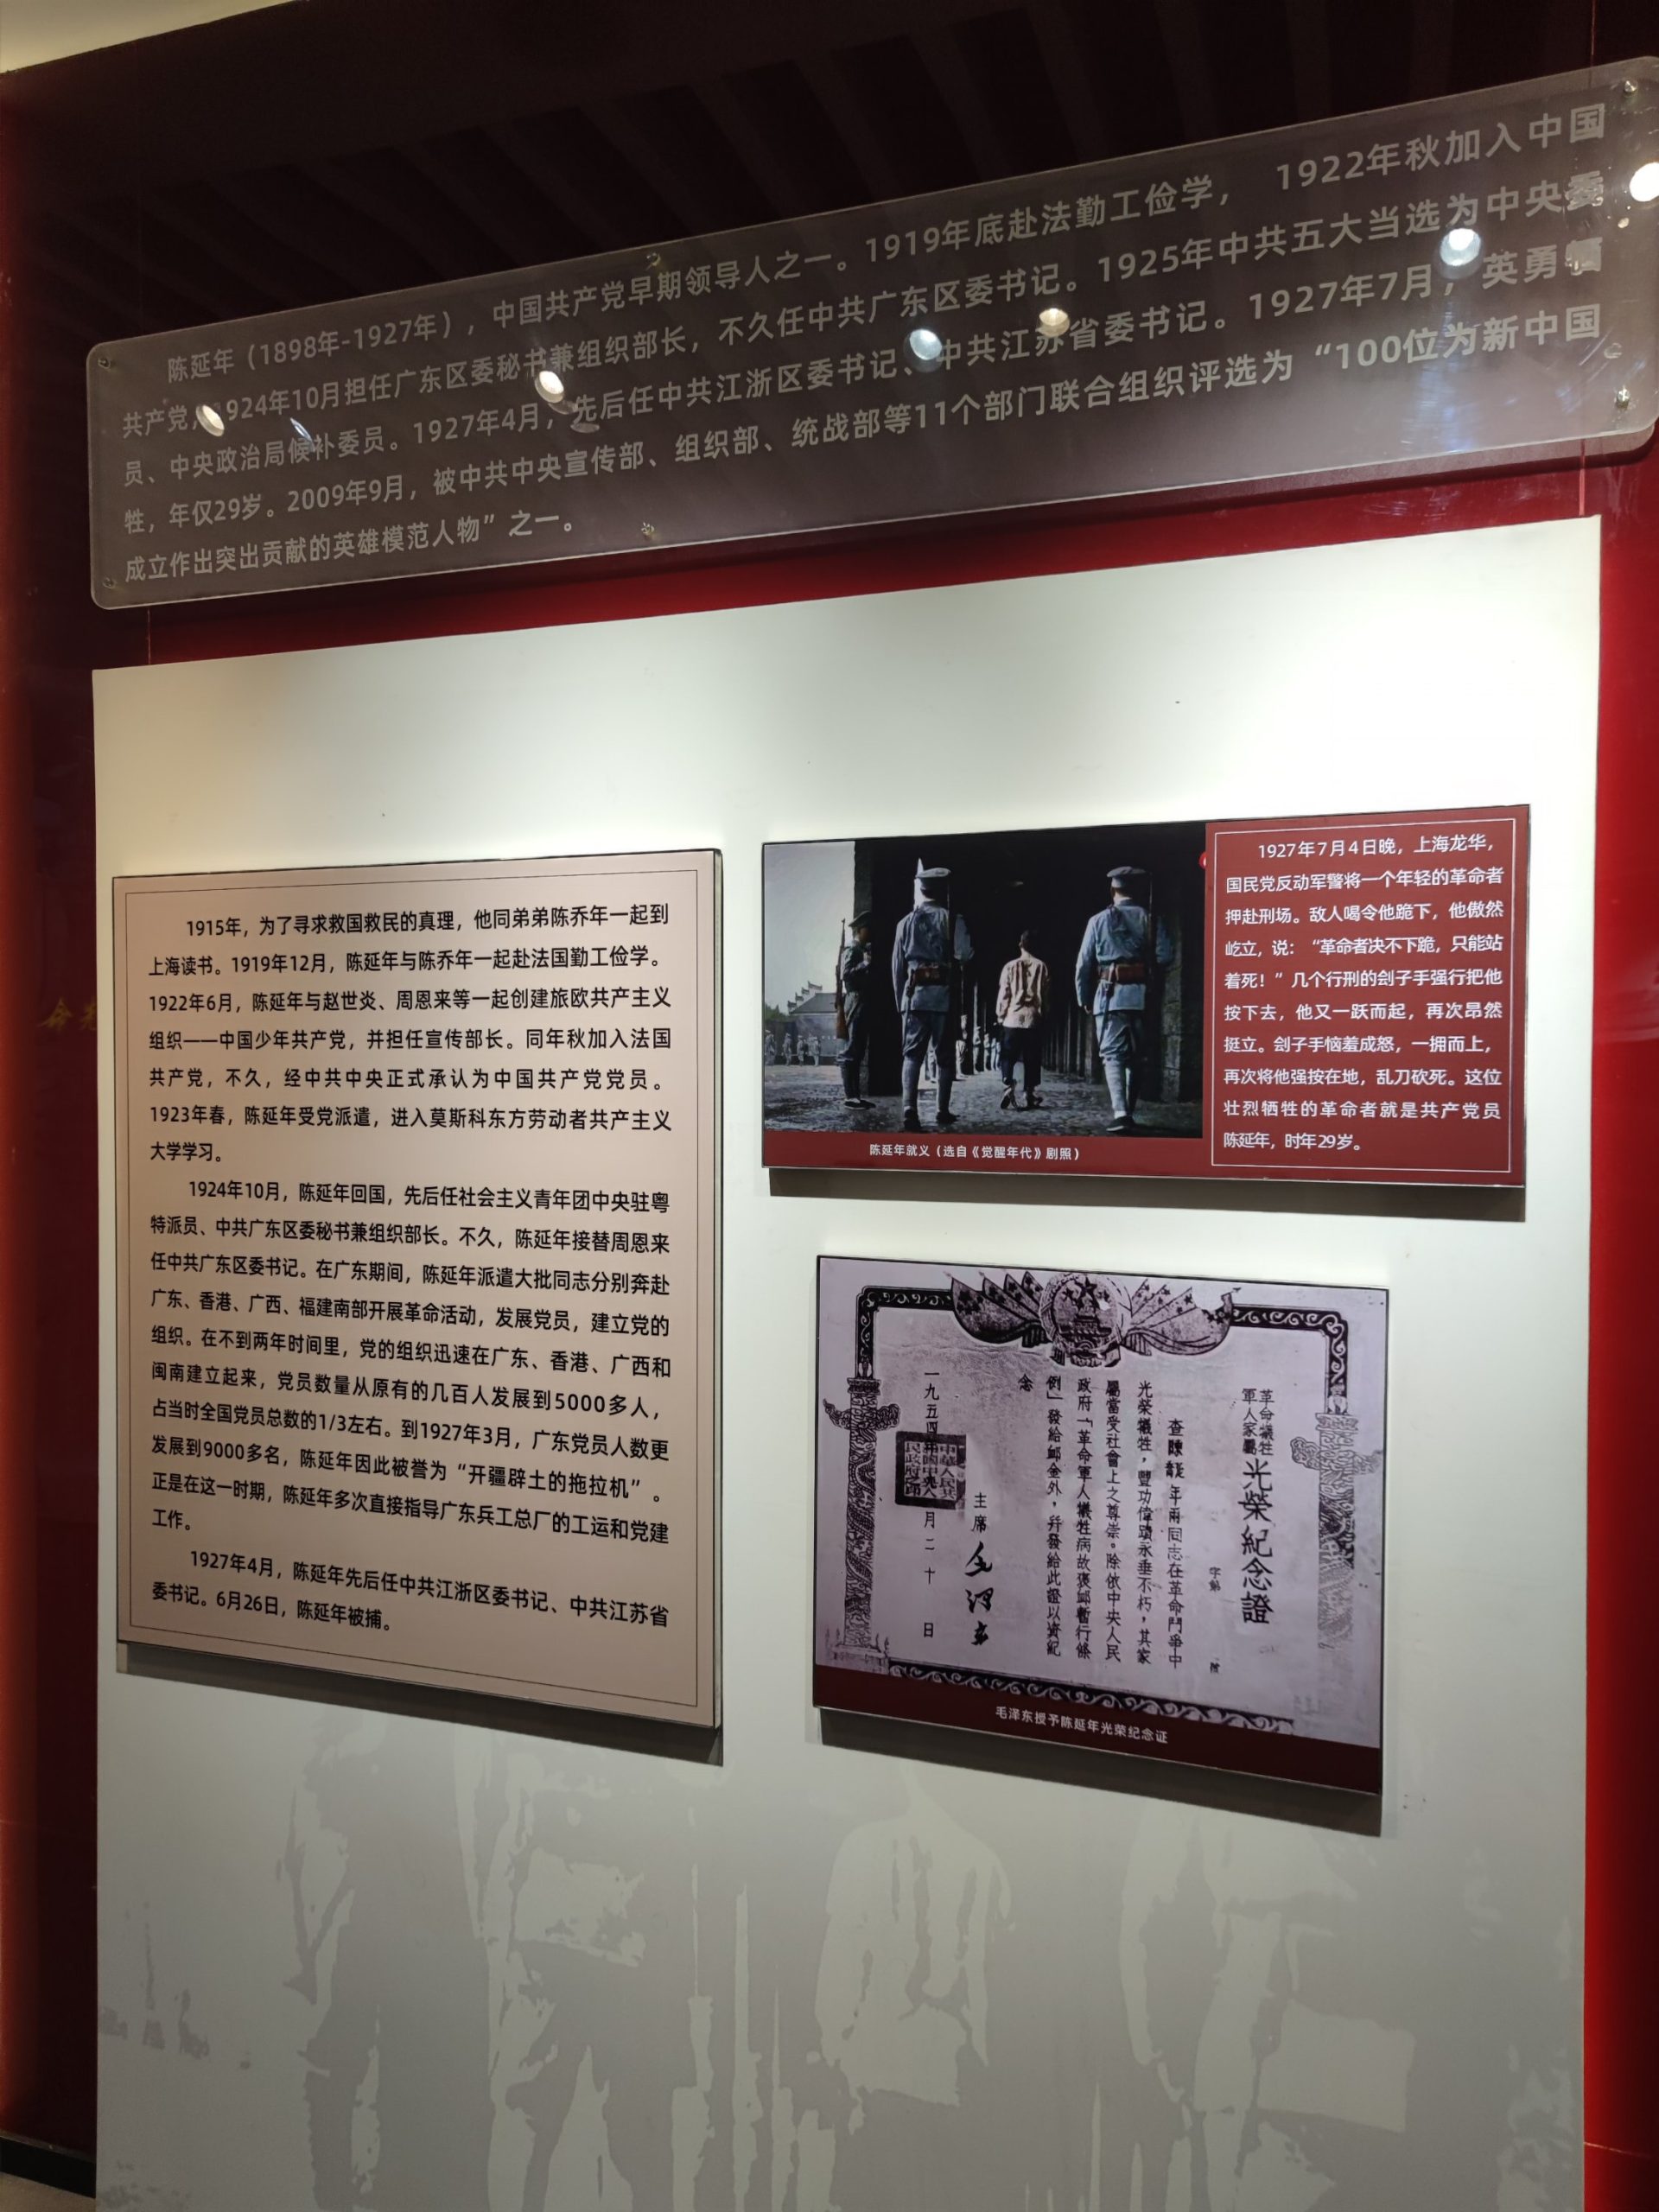 陈延年（1898年-1927年），中国共产党早期领导人之一。1919年底赴法勤工俭学， 1922年秋加入中国
共产党，1924年10月担任广东区委秘书兼组织部长，不久任中共广东区委书记。1925年中共五大当选为中央委
员、中央政治局候补委员。1927年4月，先后任中共江浙区委书记、中共江苏省委书记。1927年7月，英勇牺
牲，年仅29岁。2009年9月，被中共中央宣传部、组织部、统战部等11个部门联合组织评选为“100位为新中国
成立作出突出贡献的英雄模范人物”之一。
1915年，为了寻求救国救民的真理，他同弟弟陈乔年一起到
上海读书。1919年12月，陈延年与陈乔年一起赴法国勤工俭学。
1922年6月，陈延年与赵世炎、周恩来等一起创建旅欧共产主义
组织——中国少年共产党，并担任宣传部长。同年秋加入法国
共产党，不久，经中共中央正式承认为中国共产党党员。
1923年春，陈延年受党派遣，进入莫斯科东方劳动者共产主义
大学学习。
1924年10月，陈延年回国，先后任社会主义青年团中央驻粤
特派员、中共广东区委秘书兼组织部长。不久，陈延年接替周恩来
任中共广东区委书记。在广东期间，陈延年派遣大批同志分别奔赴
广东、香港、广西、福建南部开展革命活动，发展党员，建立党的
组织。在不到两年时间里，党的组织迅速在广东、香港、广西和
闽南建立起来，党员数量从原有的几百人发展到5000多人，
占当时全国党员总数的1/3左右。到1927年3月，广东党员人数更
发展到9000多名，陈延年因此被誉为“开疆辟土的拖拉机”。
正是在这一时期，陈延年多次直接指导广东兵工总厂的工运和党建
工作。
1927年4月，陈延年先后任中共江浙区委书记、中共江苏省
委书记。6月26日，陈延年被捕。
1927年7月4日晚，上海龙华，
国民党反动军警将一个年轻的革命者
押赴刑场。敌人喝令他跪下，他傲然
屹立，说：“革命者决不下跪，只能站
着死！”几个行刑的刽子手强行把他
按下去，他又一跃而起，再次昂然
挺立。刽子手恼羞成怒，一拥而上，
再次将他强按在地，乱刀砍死。这位
壮烈牺牲的革命者就是共产党员
陈延年，时年29岁。
陈延年就义（选自《觉醒年代》剧照）
革命犧牲
軍人家屬
光榮紀念證
字第
號
查陳
年兩同志在革命鬥爭中
光榮犧牲，豐功偉績永垂不朽，其家
屬當受社會上之尊崇。除依中央人民
政府「革命軍人犧牲病故褒卹暫行條
例」發給卹金外，并發給此證以資紀
念
主席 毛泽东
一九五四年 月二十日
中華人民共
和國中央人
民政府之印
毛泽东授予陈延年光荣纪念证